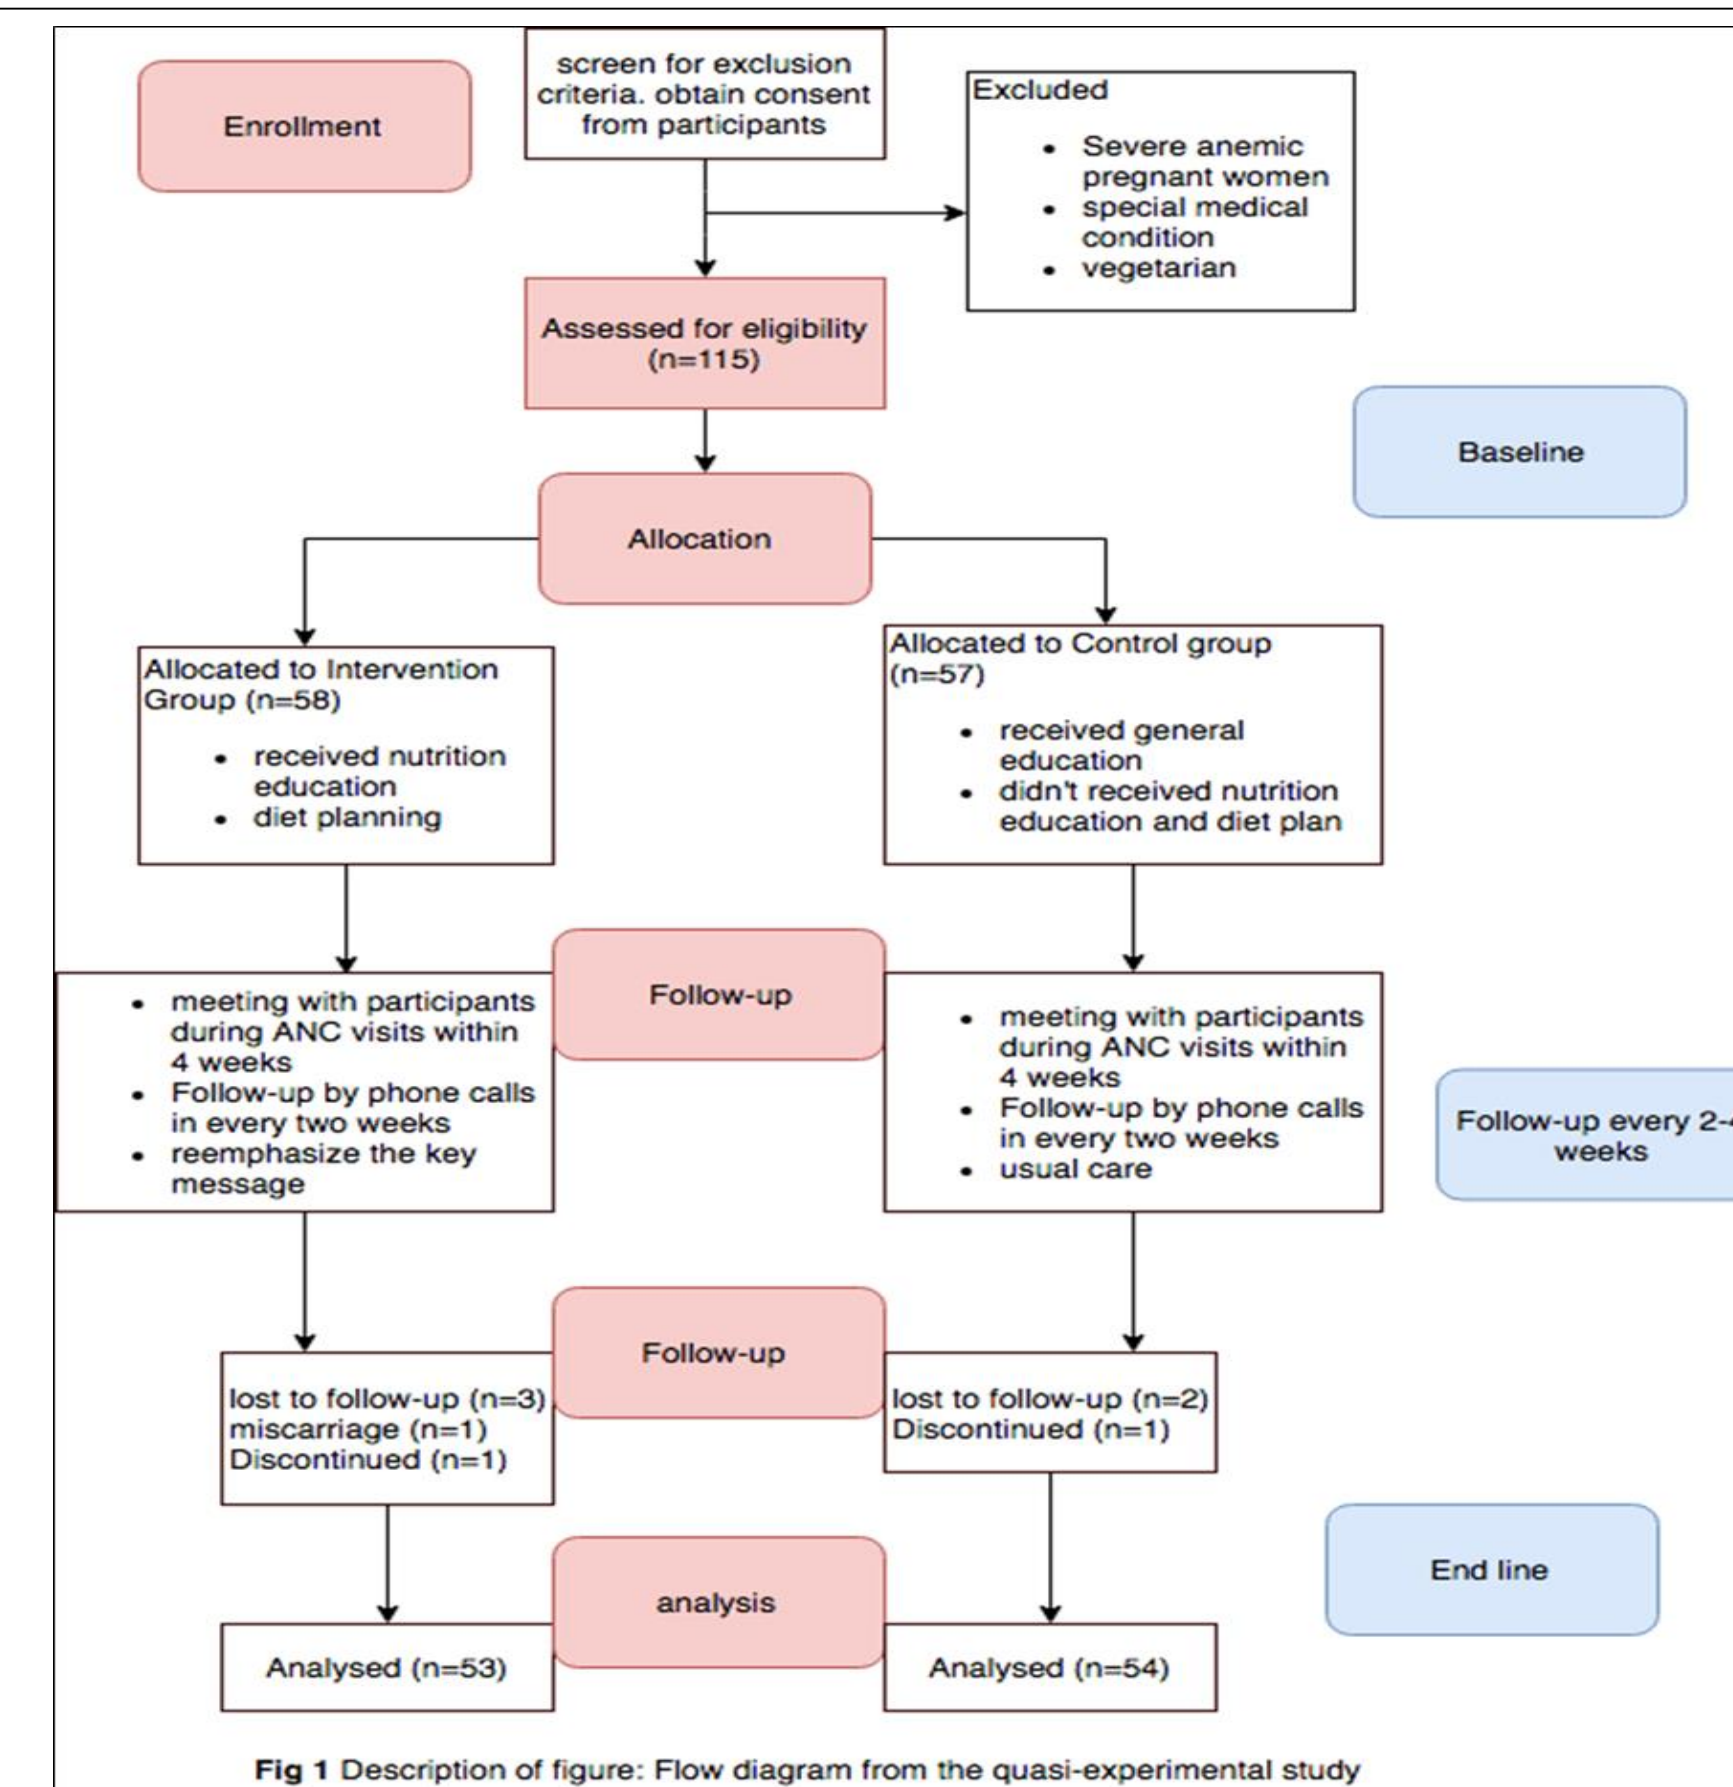 Enrollment
screen for exclusion
criteria. obtain consent
from participants
Excluded
• Severe anemic
pregnant women
• special medical
condition
• vegetarian
Assessed for eligibility
(n=115)
Baseline
Allocation
Allocated to Intervention
Group (n=58)
• received nutrition
education
• diet planning
Allocated to Control group
(n=57)
• received general
education
• didn't received nutrition
education and diet plan
Follow-up
• meeting with participants
during ANC visits within
4 weeks
• Follow-up by phone calls
in every two weeks
• reemphasize the key
message
• meeting with participants
during ANC visits within
4 weeks
• Follow-up by phone calls
in every two weeks
• usual care
Follow-up every 2-4
weeks
Follow-up
lost to follow-up (n=3)
miscarriage (n=1)
Discontinued (n=1)
lost to follow-up (n=2)
Discontinued (n=1)
End line
analysis
Analysed (n=53)
Analysed (n=54)
Fig 1 Description of figure: Flow diagram from the quasi-experimental study